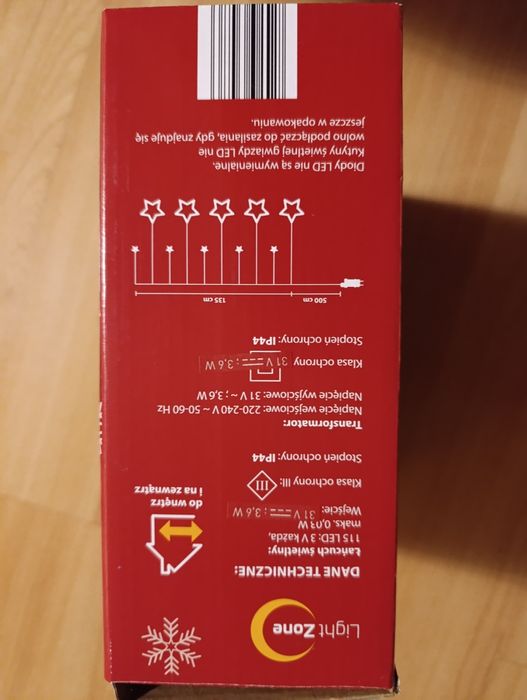 Light Zone
DANE TECHNICZNE:
Łańcuch świetlny:
115 LED: 3 V każda,
maks. 0,03 W
Wejście: 31 V ⎓ ; 3,6 W
Klasa ochrony III:
III
Stopień ochrony: IP44
do wnętrz
i na zewnątrz
Transformator:
Napięcie wejściowe: 220-240 V ~ 50-60 Hz
Napięcie wyjściowe: 31 V ~ ; 3,6 W
Klasa ochrony 31 V ⎓ ; 3,6 W
Stopień ochrony: IP44
500 cm
135 cm
Diody LED nie są wymienialne.
Kutyny świetlnej gwiazdy LED nie
wolno podłączać do zasilania, gdy znajduje się
jeszcze w opakowaniu.